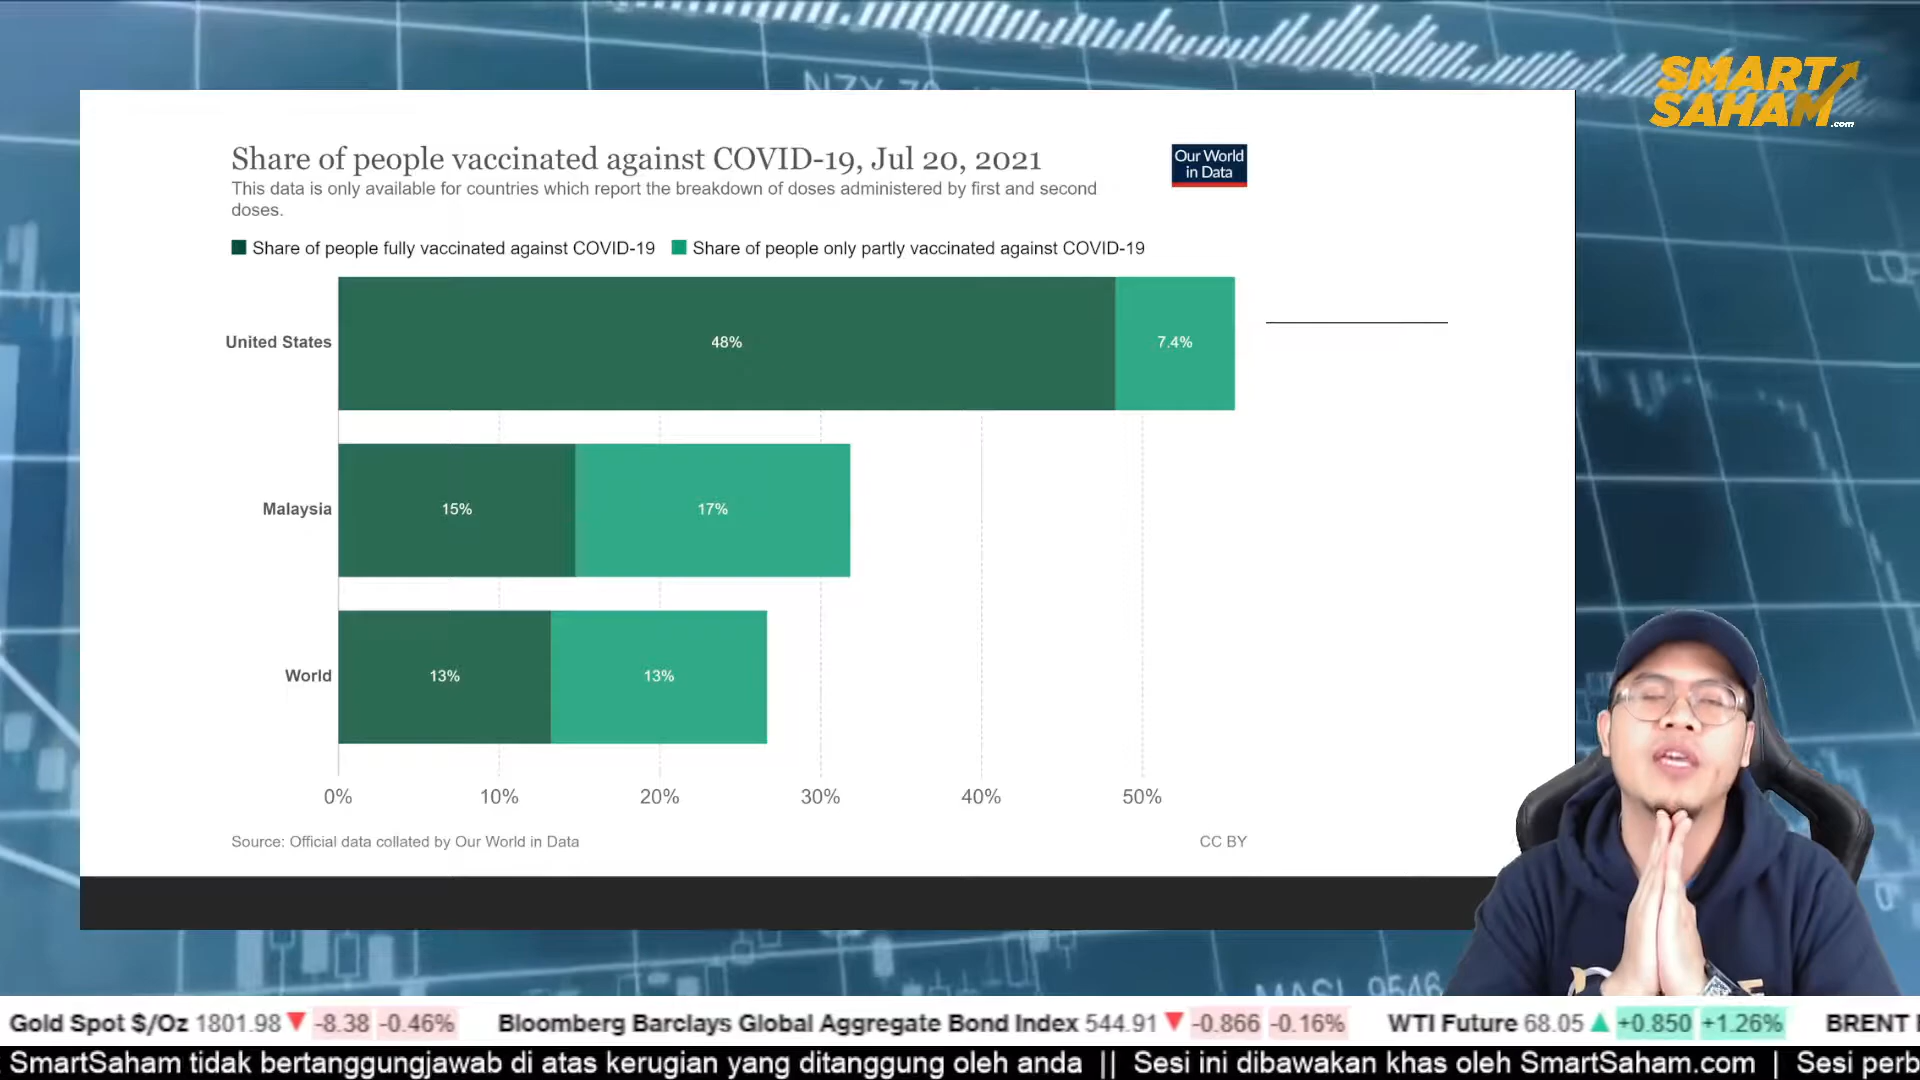 NZX 70
SMART
SAHAM
.com
Share of people vaccinated against COVID-19, Jul 20, 2021
Our World
in Data
This data is only available for countries which report the breakdown of doses administered by first and second
doses.
Share of people fully vaccinated against COVID-19 Share of people only partly vaccinated against COVID-19
United States 48% 7.4%
Malaysia 15% 17%
World 13% 13%
0% 10% 20% 30% 40% 50%
Source: Official data collated by Our World in Data CC BY
Gold Spot $/Oz 1801.98 -8.38 -0.46% Bloomberg Barclays Global Aggregate Bond Index 544.91 -0.866 -0.16% WTI Future 68.05 +0.850 +1.26% BRENT
SmartSaham tidak bertanggungjawab di atas kerugian yang ditanggung oleh anda || Sesi ini dibawakan khas oleh SmartSaham.com | Sesi perb